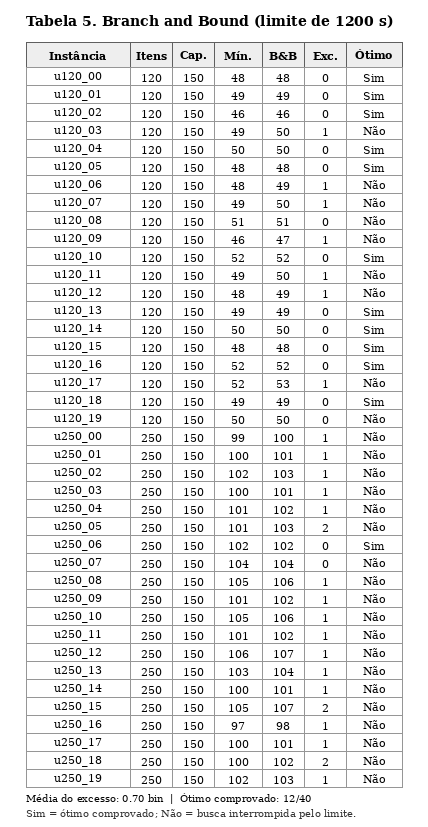 Tabela 5. Branch and Bound (limite de 1200 s)
Instância Itens Cap. Mín. B&B Exc. Ótimo
u120_00 120 150 48 48 0 Sim
u120_01 120 150 49 49 0 Sim
u120_02 120 150 46 46 0 Sim
u120_03 120 150 49 50 1 Não
u120_04 120 150 50 50 0 Sim
u120_05 120 150 48 48 0 Sim
u120_06 120 150 48 49 1 Não
u120_07 120 150 49 50 1 Não
u120_08 120 150 51 51 0 Não
u120_09 120 150 46 47 1 Não
u120_10 120 150 52 52 0 Sim
u120_11 120 150 49 50 1 Não
u120_12 120 150 48 49 1 Não
u120_13 120 150 49 49 0 Sim
u120_14 120 150 50 50 0 Sim
u120_15 120 150 48 48 0 Sim
u120_16 120 150 52 52 0 Sim
u120_17 120 150 52 53 1 Não
u120_18 120 150 49 49 0 Sim
u120_19 120 150 50 50 0 Não
u250_00 250 150 99 100 1 Não
u250_01 250 150 100 101 1 Não
u250_02 250 150 102 103 1 Não
u250_03 250 150 100 101 1 Não
u250_04 250 150 101 102 1 Não
u250_05 250 150 101 103 2 Não
u250_06 250 150 102 102 0 Sim
u250_07 250 150 104 104 0 Não
u250_08 250 150 105 106 1 Não
u250_09 250 150 101 102 1 Não
u250_10 250 150 105 106 1 Não
u250_11 250 150 101 102 1 Não
u250_12 250 150 106 107 1 Não
u250_13 250 150 103 104 1 Não
u250_14 250 150 100 101 1 Não
u250_15 250 150 105 107 2 Não
u250_16 250 150 97 98 1 Não
u250_17 250 150 100 101 1 Não
u250_18 250 150 100 102 2 Não
u250_19 250 150 102 103 1 Não
Média do excesso: 0.70 bin | Ótimo comprovado: 12/40
Sim = ótimo comprovado; Não = busca interrompida pelo limite.